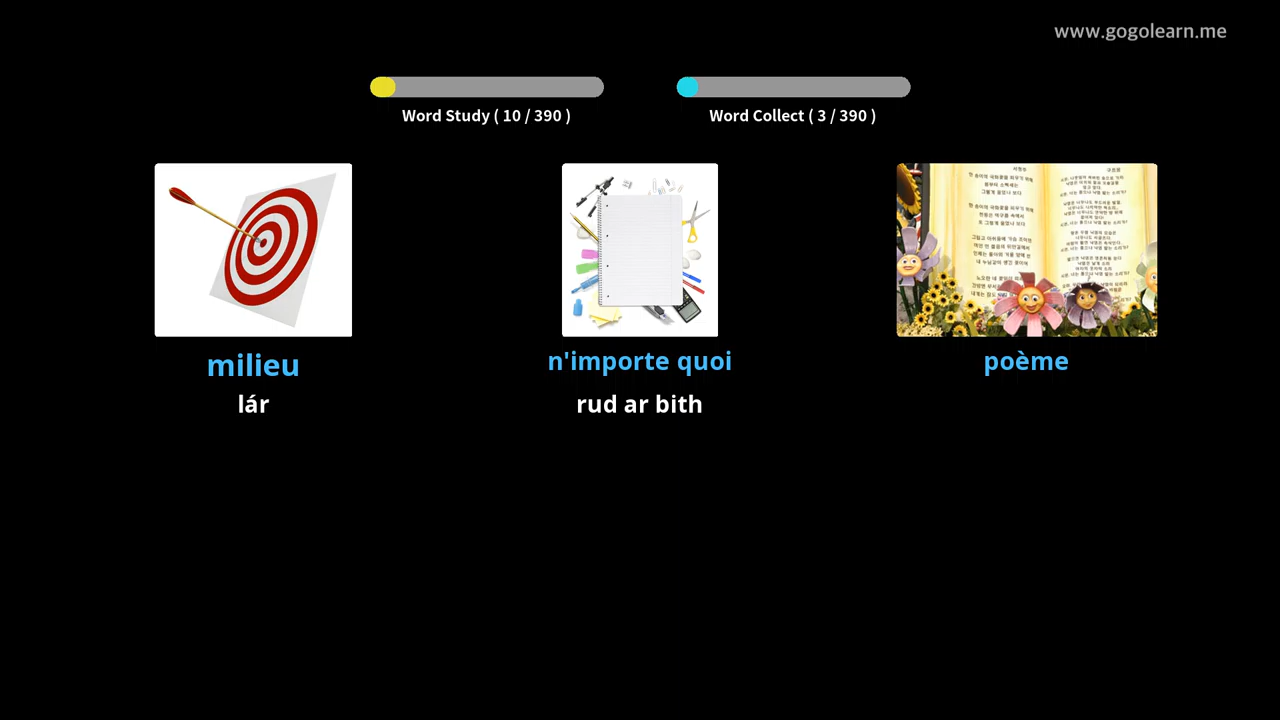 www.gogolearn.me
Word Study ( 10 / 390 )
Word Collect ( 3 / 390 )
milieu
n'importe quoi
poème
lár
rud ar bith